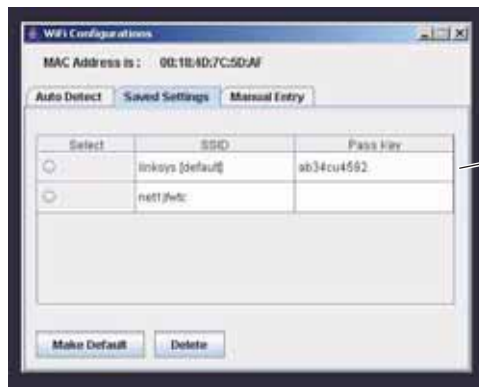 WiFi Configurations
MAC Address is : 00:18:4D:7C:5D:AF
Auto Detect Saved Settings Manual Entry
Select SSID Pass Key
linksys [default] ab34cu4592
Make Default Delete